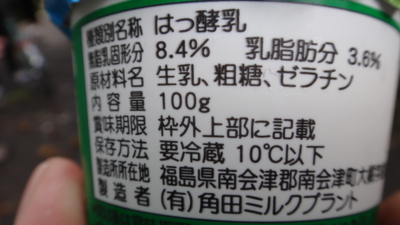 種類別名称 はっ酵乳
無脂乳固形分 8.4% 乳脂肪分 3.6%
原材料名 生乳、粗糖、ゼラチン
内容量 100g
賞味期限 枠外上部に記載
保存方法 要冷蔵 10℃以下
製造所所在地 福島県南会津郡南会津町大
製造者 (有)角田ミルクプラント